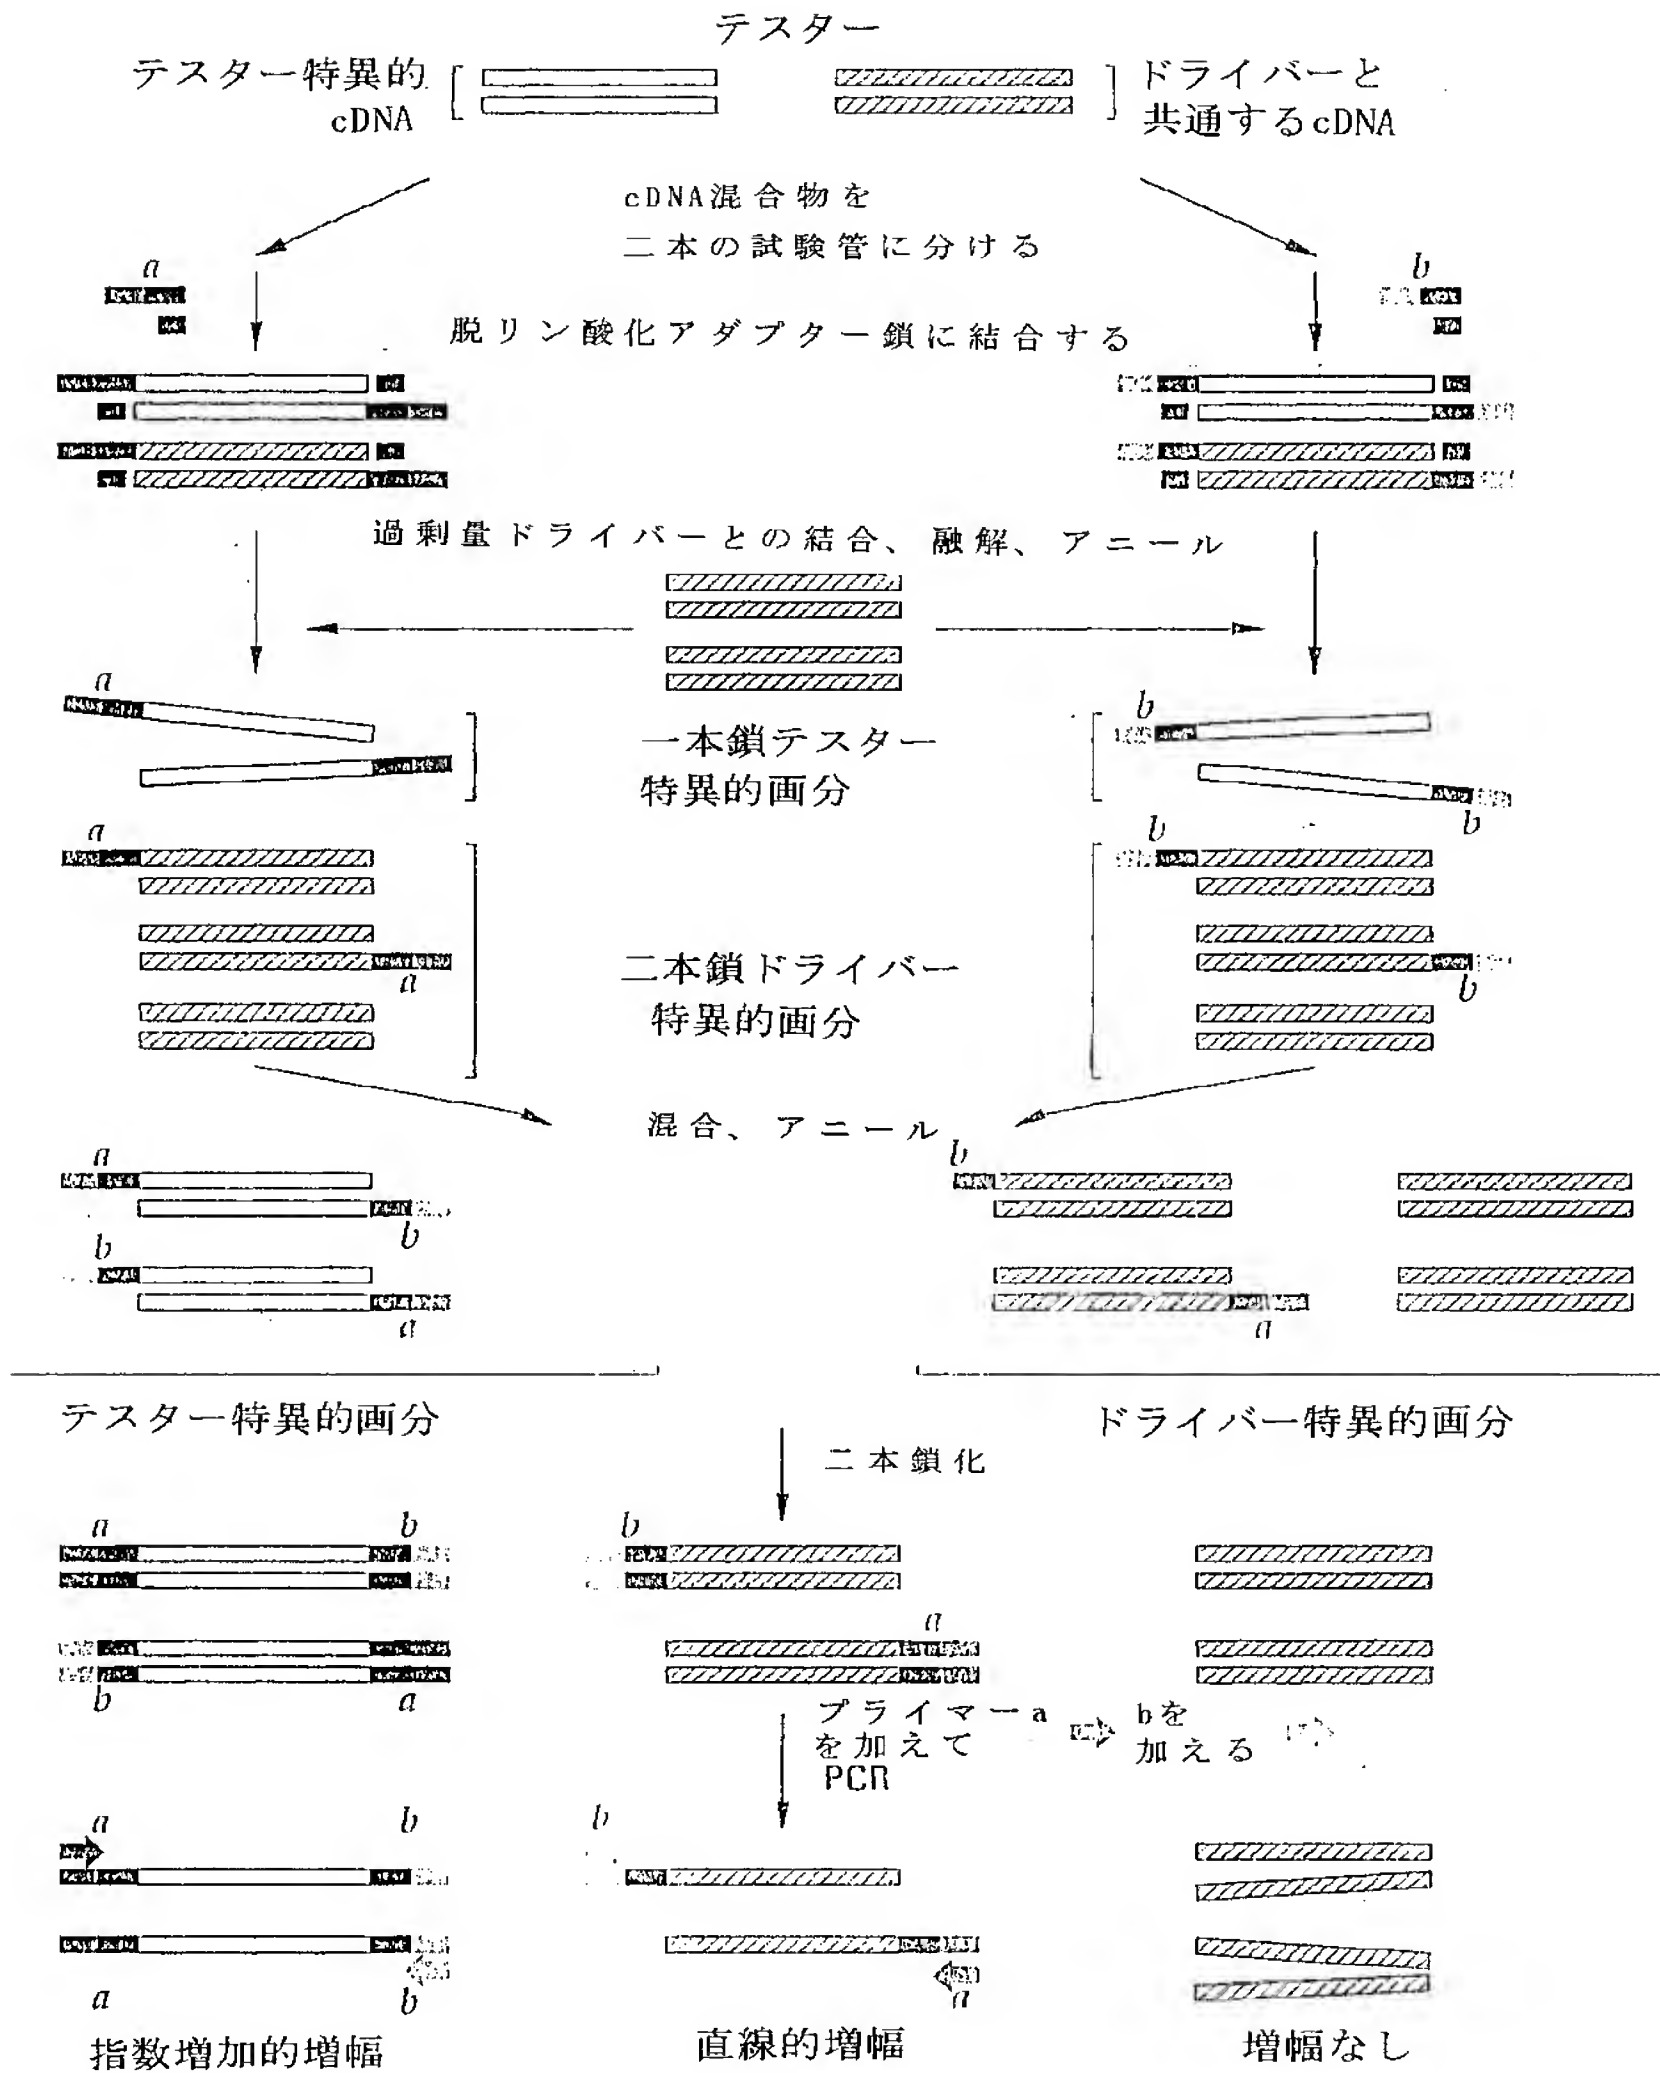 テスター
テスター特異的
cDNA
ドライバーと
共通するcDNA
cDNA混合物を
二本の試験管に分ける
a
b
脱リン酸化アダプター鎖に結合する
過剰量ドライバーとの結合、融解、アニール
a
b
一本鎖テスター
特異的画分
b
a
b
二本鎖ドライバー
特異的画分
a
b
混合、アニール
a
b
b
b
a
a
テスター特異的画分
ドライバー特異的画分
二本鎖化
a
b
b
a
b
a
プライマーa
を加えて
PCR
bを
加える
a
b
b
a
b
a
指数増加的増幅
直線的増幅
増幅なし